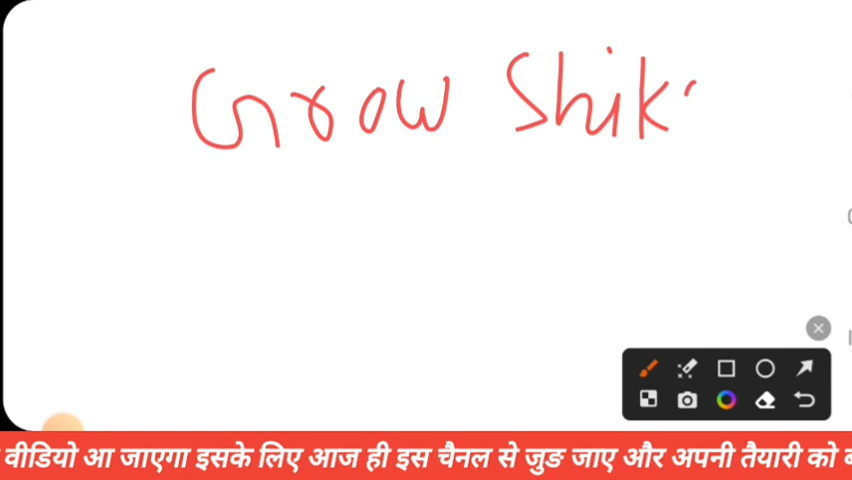 Grow Shik
वीडियो आ जाएगा इसके लिए आज ही इस चैनल से जुङ जाए और अपनी तैयारी को